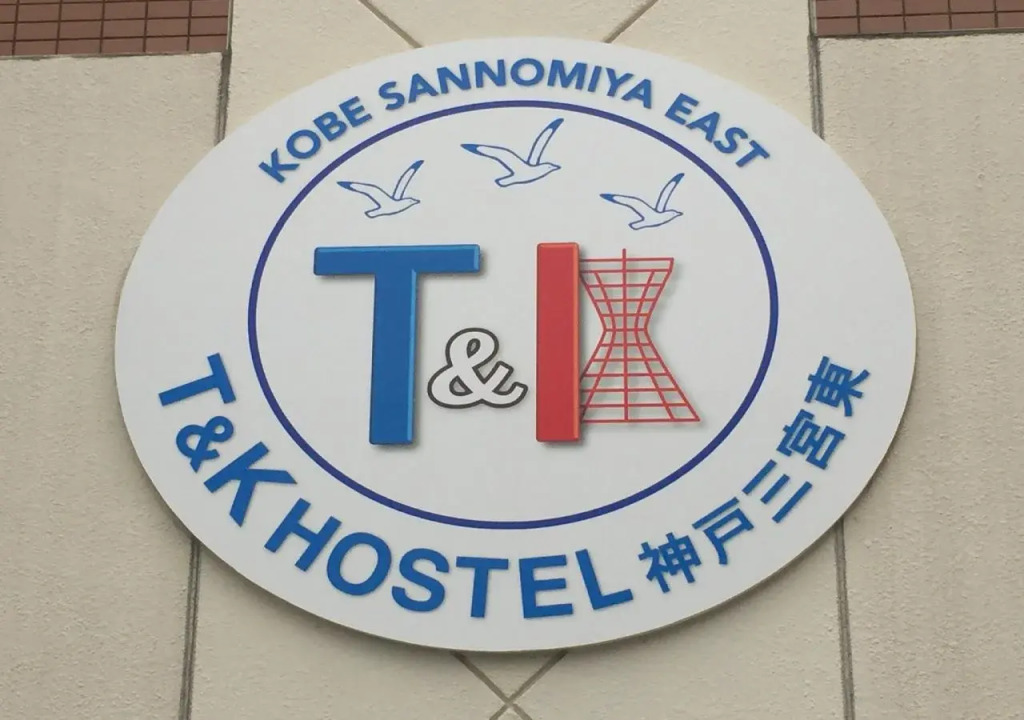 KOBE SANNOMIYA EAST
T&K
T&K HOSTEL 神戸三宮東